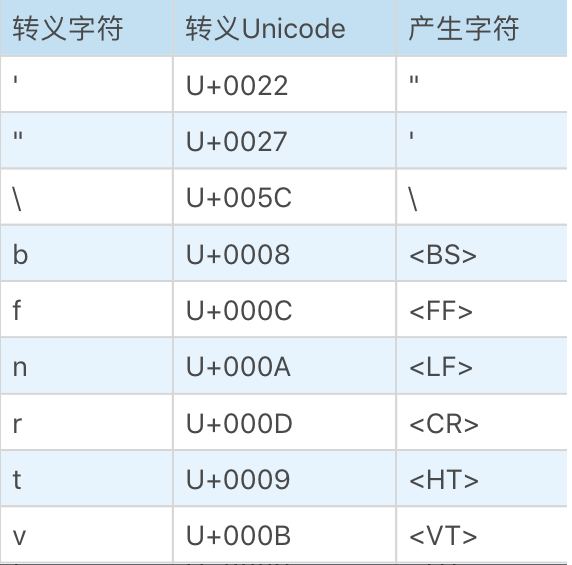 转义字符 转义Unicode 产生字符
' U+0022 "
" U+0027 '
\ U+005C \
b U+0008 <BS>
f U+000C <FF>
n U+000A <LF>
r U+000D <CR>
t U+0009 <HT>
v U+000B <VT>